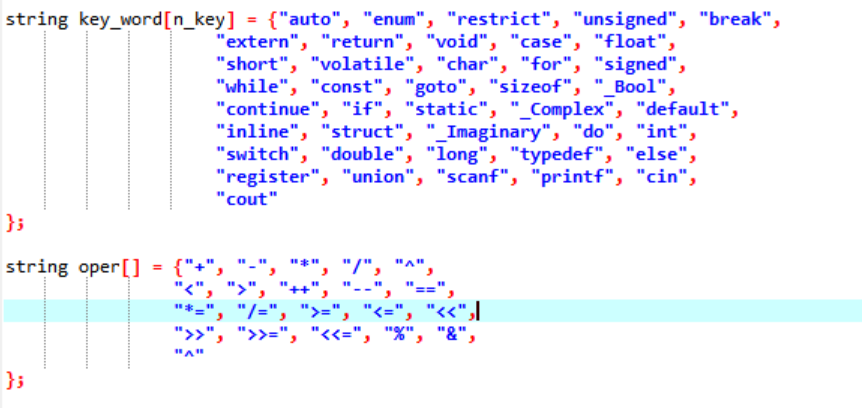 string key_word[n_key] = {"auto", "enum", "restrict", "unsigned", "break",
"extern", "return", "void", "case", "float",
"short", "volatile", "char", "for", "signed",
"while", "const", "goto", "sizeof", "_Bool",
"continue", "if", "static", "_Complex", "default",
"inline", "struct", "_Imaginary", "do", "int",
"switch", "double", "long", "typedef", "else",
"register", "union", "scanf", "printf", "cin",
"cout"
};
string oper[] = {"+", "-", "*", "/", "^",
"<", ">", "++", "--", "==",
"*=", "/=", ">=", "<=", "<<",
">>", ">>=", "<<=", "%", "&",
"^"
};